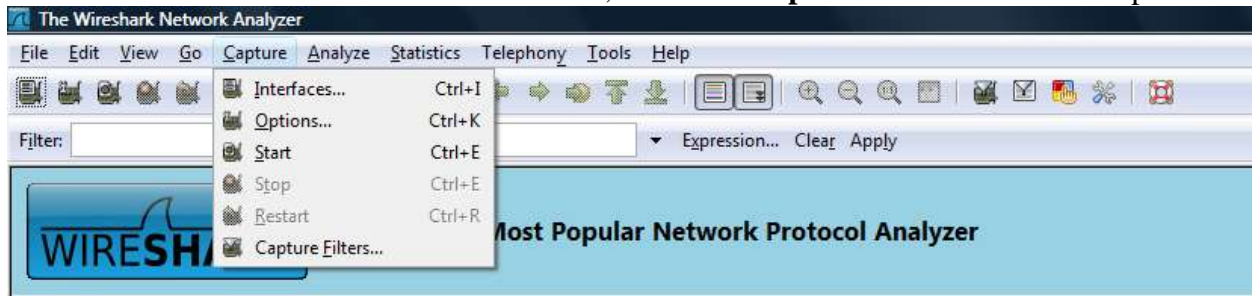 The Wireshark Network Analyzer
File Edit View Go Capture Analyze Statistics Telephony Tools Help
Interfaces... Ctrl+I
Options... Ctrl+K
Filter: Expression... Clear Apply
Start Ctrl+E
Stop Ctrl+E
Restart Ctrl+R
WIRESHA Most Popular Network Protocol Analyzer
Capture Filters...